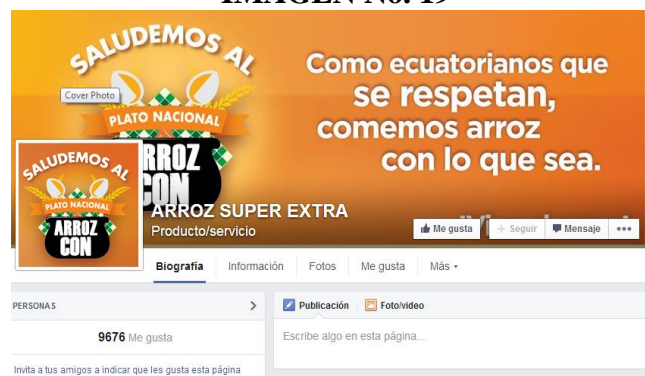 IMAGEN No. 19
SALUDEMOS AL
PLATO NACIONAL
ARROZ
CON
Como ecuatorianos que
se respetan,
comemos arroz
con lo que sea.
Cover Photo
SALUDEMOS AL
PLATO NACIONAL
ARROZ
CON
ARROZ SUPER EXTRA
Producto/servicio
Me gusta
+ Seguir
Mensaje
Biografía Información Fotos Me gusta Más
PERSONAS
9676 Me gusta
Invita a tus amigos a indicar que les gusta esta página
Publicación Foto/video
Escribe algo en esta página...